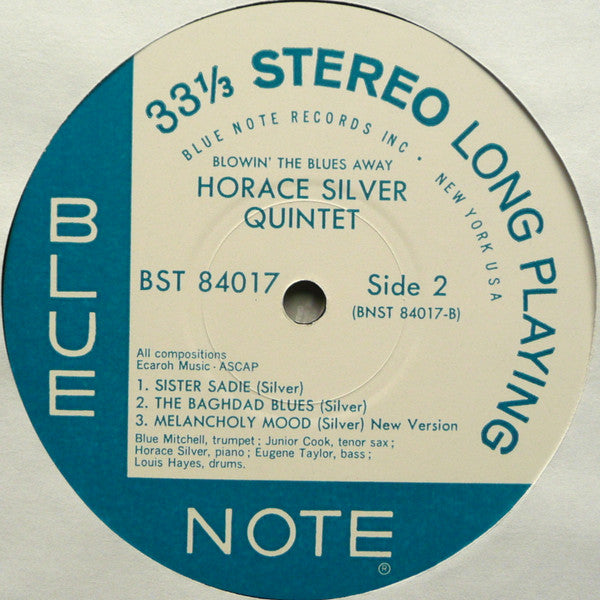 33⅓ STEREO LONG PLAYING
BLUE NOTE RECORDS INC · NEW YORK USA
BLOWIN' THE BLUES AWAY
HORACE SILVER
QUINTET
BST 84017
Side 2
(BNST 84017-B)
All compositions
Ecaroh Music · ASCAP
1. SISTER SADIE (Silver)
2. THE BAGHDAD BLUES (Silver)
3. MELANCHOLY MOOD (Silver) New Version
Blue Mitchell, trumpet; Junior Cook, tenor sax;
Horace Silver, piano; Eugene Taylor, bass;
Louis Hayes, drums.
BLUE
NOTE ®